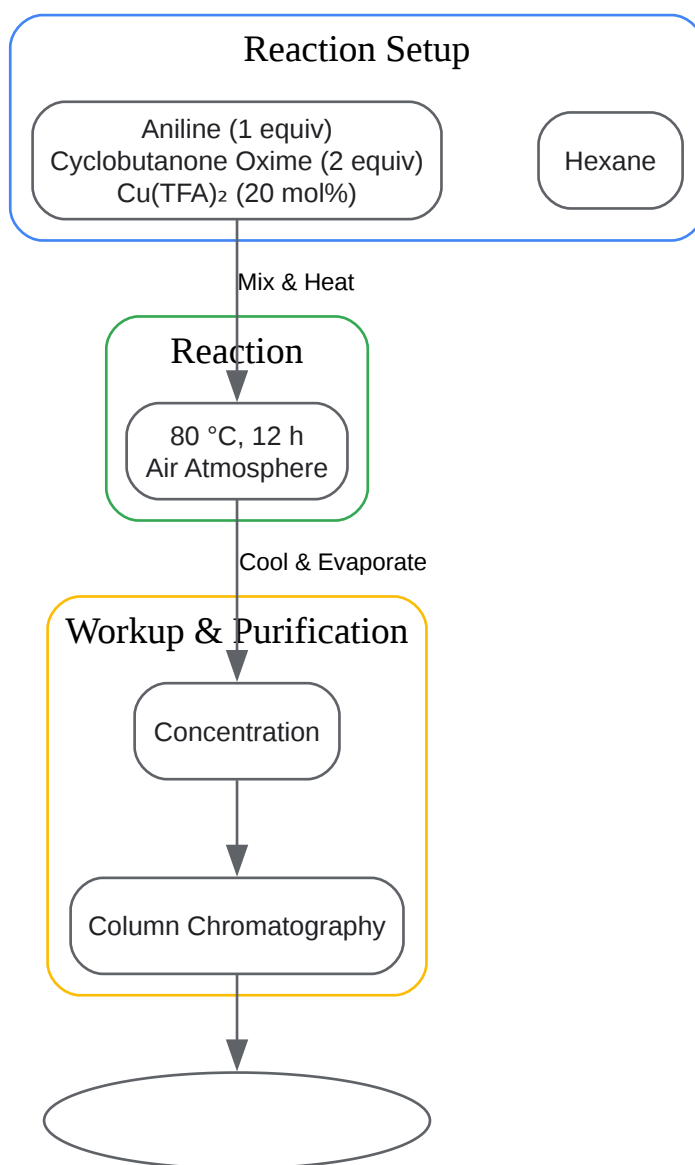 Reaction Setup
Aniline (1 equiv)
Cyclobutanone Oxime (2 equiv)
Cu(TFA)₂ (20 mol%)
Hexane
Mix & Heat
Reaction
80 °C, 12 h
Air Atmosphere
Cool & Evaporate
Workup & Purification
Concentration
Column Chromatography